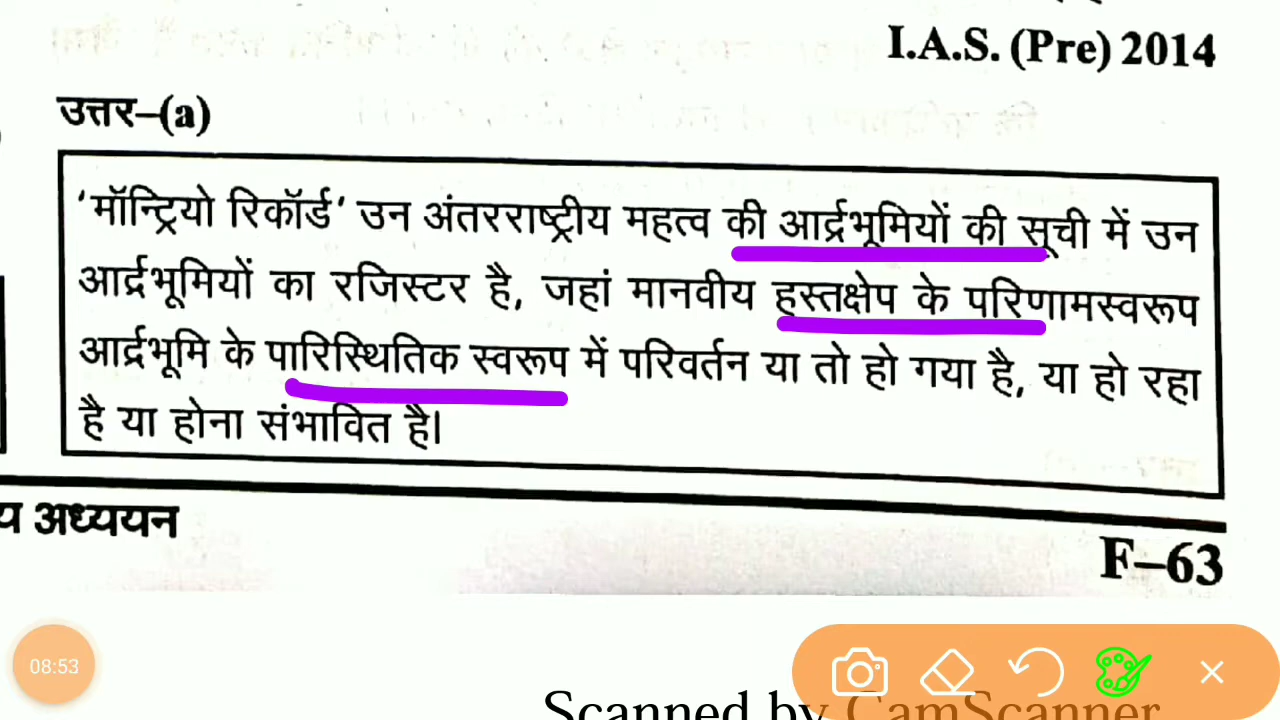 I.A.S. (Pre) 2014
उत्तर–(a)
‘मॉन्ट्रियो रिकॉर्ड’ उन अंतरराष्ट्रीय महत्व की आर्द्रभूमियों की सूची में उन
आर्द्रभूमियों का रजिस्टर है, जहां मानवीय हस्तक्षेप के परिणामस्वरूप
आर्द्रभूमि के पारिस्थितिक स्वरूप में परिवर्तन या तो हो गया है, या हो रहा
है या होना संभावित है।
य अध्ययन
F–63
08:53
Scanned by CamScanner